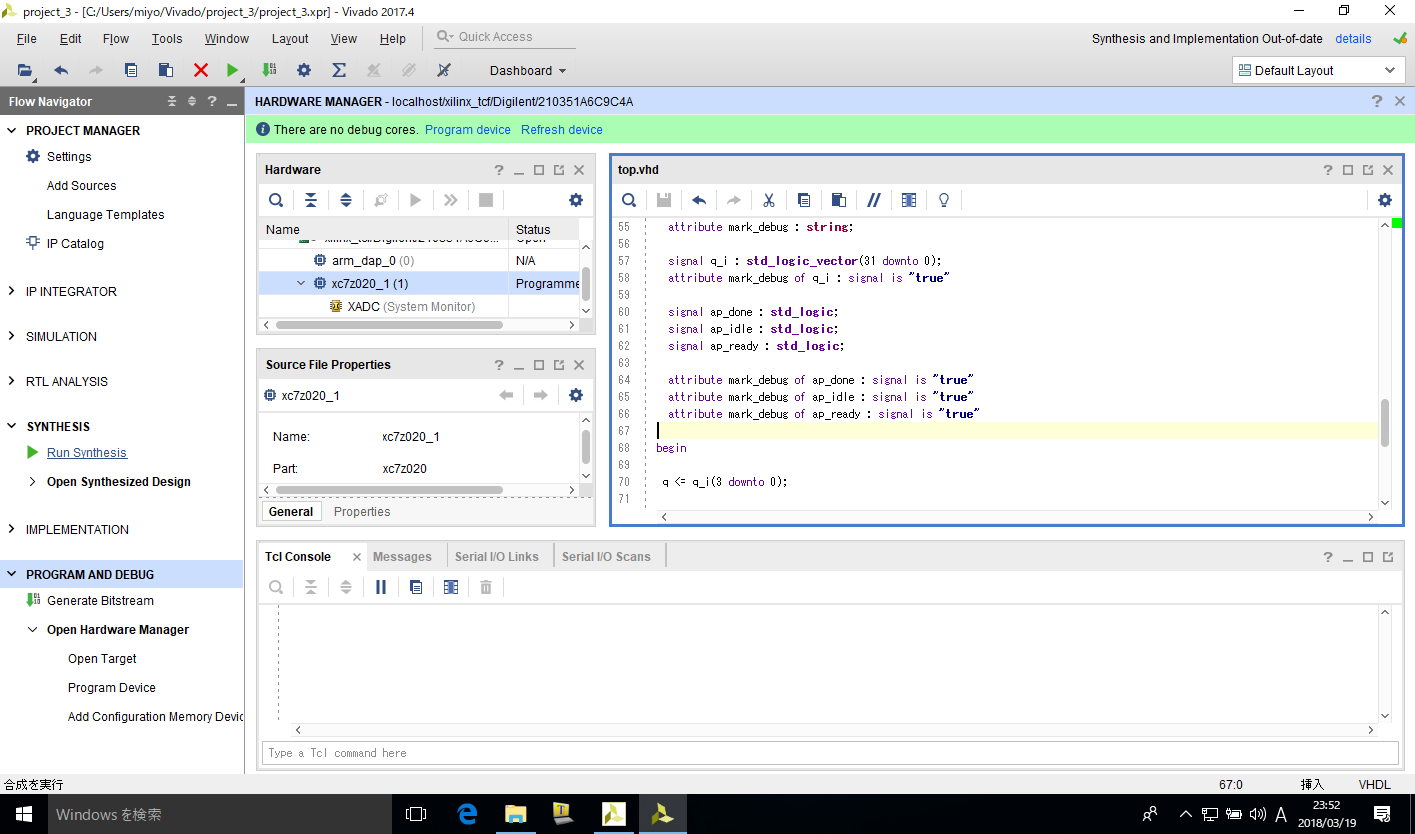 project_3 - [C:/Users/miyo/Vivado/project_3/project_3.xpr] - Vivado 2017.4
File Edit Flow Tools Window Layout View Help Quick Access
Synthesis and Implementation Out-of-date details
Dashboard
Default Layout
Flow Navigator
HARDWARE MANAGER - localhost/xilinx_tcf/Digilent/210351A6C9C4A
There are no debug cores. Program device Refresh device
PROJECT MANAGER
Settings
Add Sources
Language Templates
IP Catalog
IP INTEGRATOR
SIMULATION
RTL ANALYSIS
SYNTHESIS
Run Synthesis
Open Synthesized Design
IMPLEMENTATION
PROGRAM AND DEBUG
Generate Bitstream
Open Hardware Manager
Open Target
Program Device
Add Configuration Memory Devic
Hardware
Name Status
arm_dap_0 (0) N/A
xc7z020_1 (1) Programme
XADC (System Monitor)
Source File Properties
xc7z020_1
Name: xc7z020_1
Part: xc7z020
General Properties
top.vhd
55 attribute mark_debug : string;
56
57 signal q_i : std_logic_vector(31 downto 0);
58 attribute mark_debug of q_i : signal is "true"
59
60 signal ap_done : std_logic;
61 signal ap_idle : std_logic;
62 signal ap_ready : std_logic;
63
64 attribute mark_debug of ap_done : signal is "true"
65 attribute mark_debug of ap_idle : signal is "true"
66 attribute mark_debug of ap_ready : signal is "true"
67
68 begin
69
70 q <= q_i(3 downto 0);
71
Tcl Console Messages Serial I/O Links Serial I/O Scans
Type a Tcl command here
合成を実行 67:0 挿入 VHDL
Windows を検索
A
23:52
2018/03/19